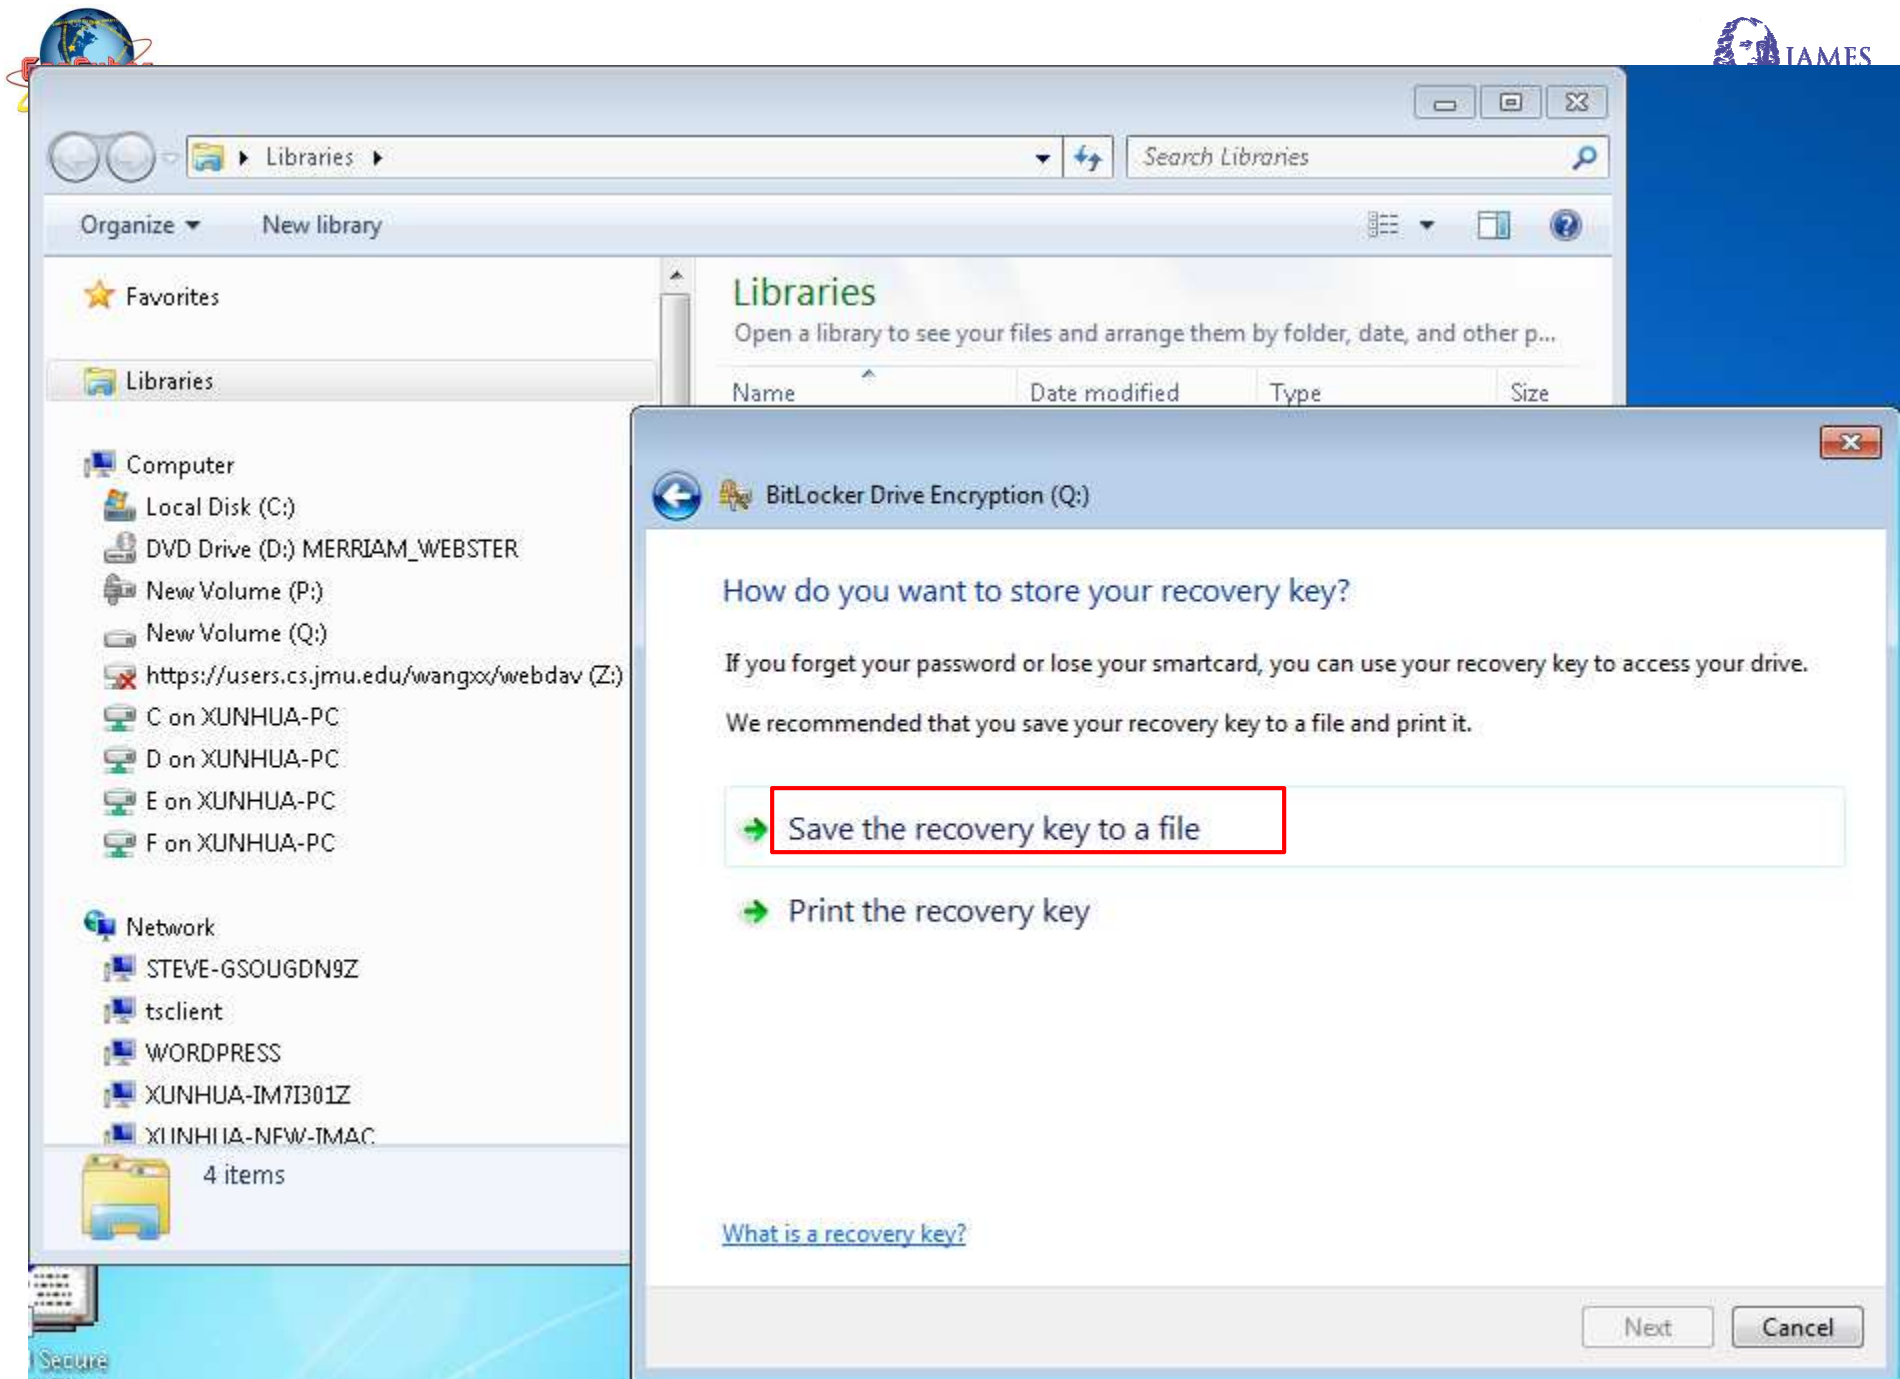 JAMES
Libraries
Search Libraries
Organize
New library
Favorites
Libraries
Open a library to see your files and arrange them by folder, date, and other p...
Libraries
Name
Date modified
Type
Size
Computer
Local Disk (C:)
DVD Drive (D:) MERRIAM_WEBSTER
New Volume (P:)
New Volume (Q:)
https://users.cs.jmu.edu/wangxx/webdav (Z:)
C on XUNHUA-PC
D on XUNHUA-PC
E on XUNHUA-PC
F on XUNHUA-PC
Network
STEVE-GSOUGDN9Z
tsclient
WORDPRESS
XUNHUA-IM7I301Z
XUNHUA-NEW-IMAC
4 items
BitLocker Drive Encryption (Q:)
How do you want to store your recovery key?
If you forget your password or lose your smartcard, you can use your recovery key to access your drive.
We recommended that you save your recovery key to a file and print it.
Save the recovery key to a file
Print the recovery key
What is a recovery key?
Next
Cancel
Secure